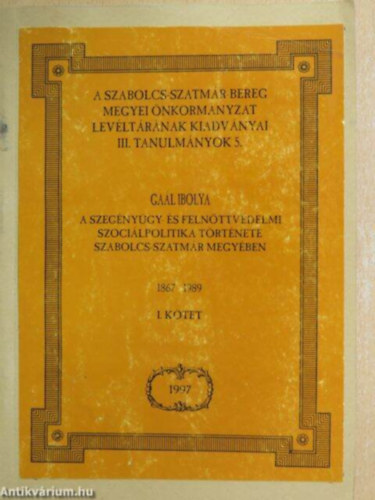 A SZABOLCS-SZATMÁR-BEREG
MEGYEI ÖNKORMÁNYZAT
LEVÉLTÁRÁNAK KIADVÁNYAI
III. TANULMÁNYOK 5.
GAÁL IBOLYA
A SZEGÉNYÜGY ÉS FELNŐTTVÉDELMI
SZOCIÁLPOLITIKA TÖRTÉNETE
SZABOLCS-SZATMÁR MEGYÉBEN
1867-1989
I. KÖTET
1997
Antikvárium.hu